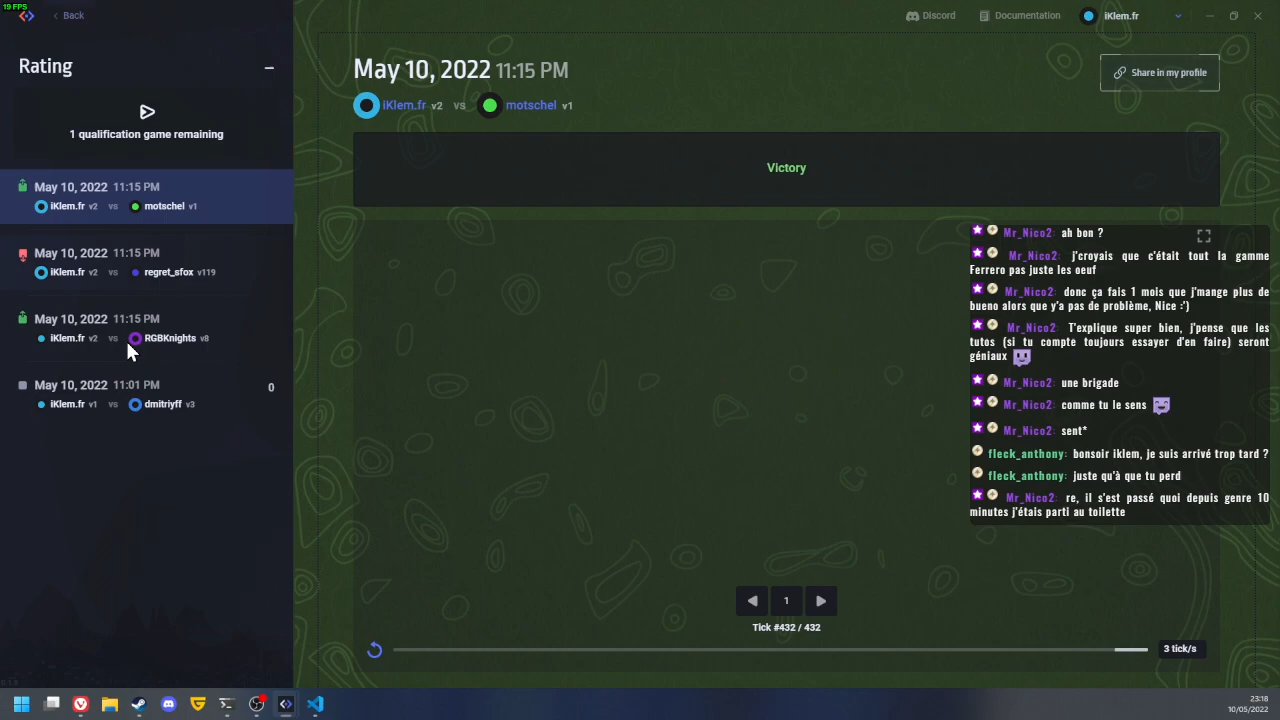 19 FPS
Back
Discord
Documentation
iKlem.fr
Rating
1 qualification game remaining
May 10, 2022 11:15 PM
iKlem.fr v2 vs motschel v1
May 10, 2022 11:15 PM
iKlem.fr v2 vs regret_sfox v119
May 10, 2022 11:15 PM
iKlem.fr v2 vs RGBKnights v8
May 10, 2022 11:01 PM
0
iKlem.fr v1 vs dmitriyff v3
May 10, 2022 11:15 PM
Share in my profile
iKlem.fr v2 vs motschel v1
Victory
Mr_Nico2: ah bon ?
Mr_Nico2: j'croyais que c'était tout la gamme
Ferrero pas juste les oeuf
Mr_Nico2: donc ça fais 1 mois que j'mange plus de
bueno alors que y'a pas de problème, Nice :')
Mr_Nico2: T'explique super bien, j'pense que les
tutos (si tu compte toujours essayer d'en faire) seront
géniaux
Mr_Nico2: une brigade
Mr_Nico2: comme tu le sens
Mr_Nico2: sent*
fleck_anthony: bonsoir iklem, je suis arrivé trop tard ?
fleck_anthony: juste qu'à que tu perd
Mr_Nico2: re, il s'est passé quoi depuis genre 10
minutes j'étais parti au toilette
1
Tick #432 / 432
3 tick/s
23:18
10/05/2022